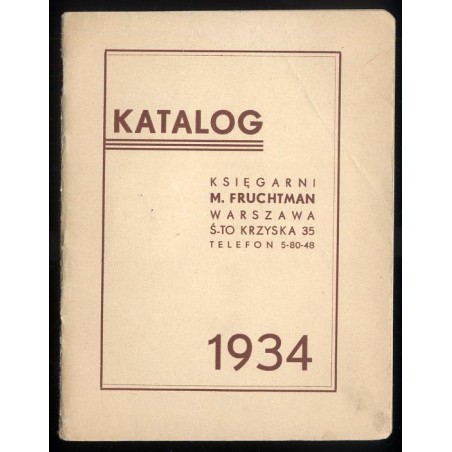 KATALOG
KSIĘGARNI
M. FRUCHTMAN
WARSZAWA
Ś-TO KRZYSKA 35
TELEFON 5-80-48
1934